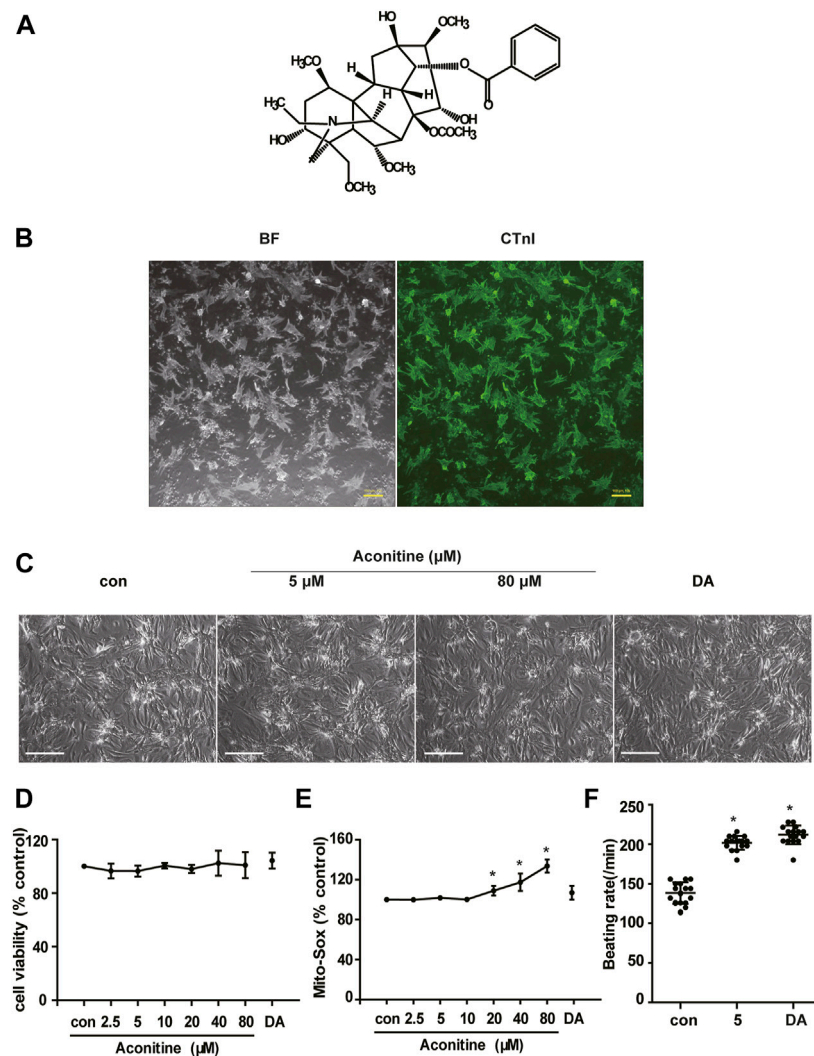 A
HO
OCH3
H3CO
H
O
H3C
N
H
H
O
HO
OH
OCOCH3
OCH3
OCH3
B
BF
CTnI
C
Aconitine (µM)
con
5 µM
80 µM
DA
D
E
F
cell viability (% control)
120
80
40
0
con 2.5 5 10 20 40 80 DA
Aconitine (µM)
Mito-Sox (% control)
160
120
80
40
0
* * *
con 2.5 5 10 20 40 80 DA
Aconitine (µM)
Beating rate(/min)
250
200
150
100
50
0
* *
con 5 DA